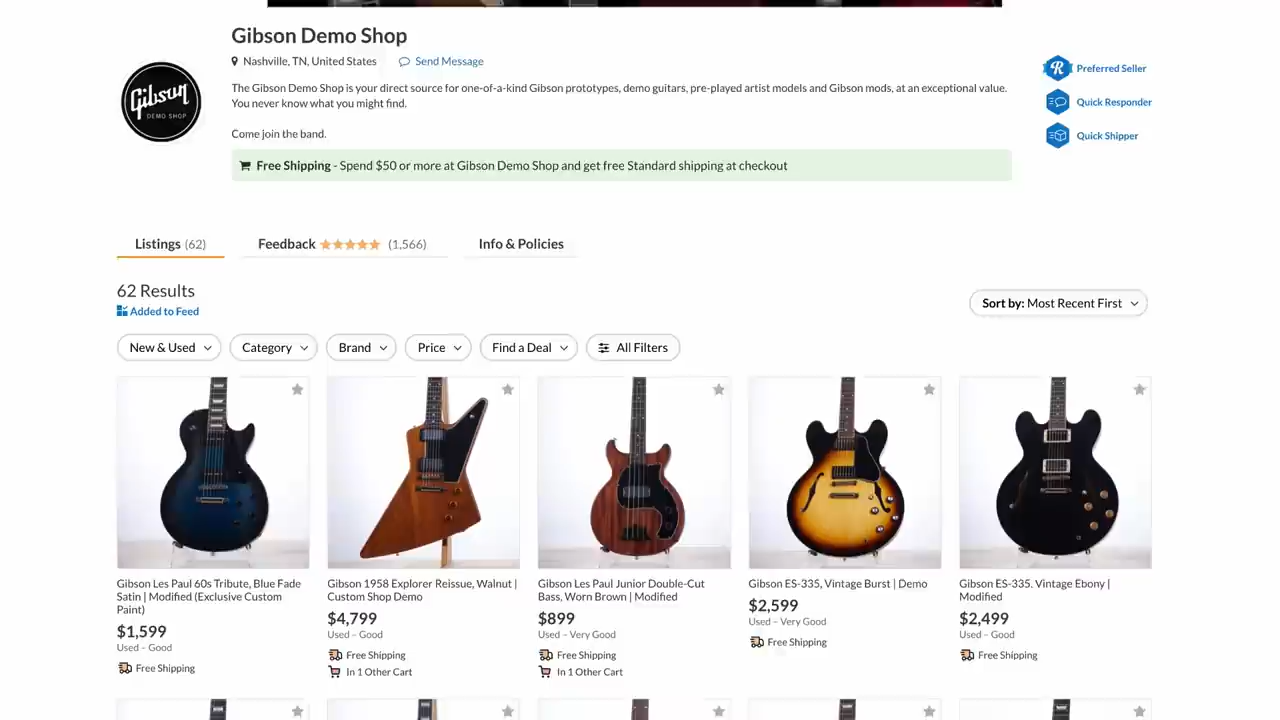 Gibson Demo Shop
Nashville, TN, United States
Send Message
The Gibson Demo Shop is your direct source for one-of-a-kind Gibson prototypes, demo guitars, pre-played artist models and Gibson mods, at an exceptional value.
You never know what you might find.
Come join the band.
Free Shipping - Spend $50 or more at Gibson Demo Shop and get free Standard shipping at checkout
Gibson
DEMO SHOP
Preferred Seller
Quick Responder
Quick Shipper
Listings (62)
Feedback (1,566)
Info & Policies
62 Results
Added to Feed
Sort by: Most Recent First
New & Used
Category
Brand
Price
Find a Deal
All Filters
Gibson Les Paul 60s Tribute, Blue Fade
Satin | Modified (Exclusive Custom
Paint)
$1,599
Used – Good
Free Shipping
Gibson 1958 Explorer Reissue, Walnut |
Custom Shop Demo
$4,799
Used – Good
Free Shipping
In 1 Other Cart
Gibson Les Paul Junior Double-Cut
Bass, Worn Brown | Modified
$899
Used – Very Good
Free Shipping
In 1 Other Cart
Gibson ES-335, Vintage Burst | Demo
$2,599
Used – Very Good
Free Shipping
Gibson ES-335. Vintage Ebony |
Modified
$2,499
Used – Good
Free Shipping